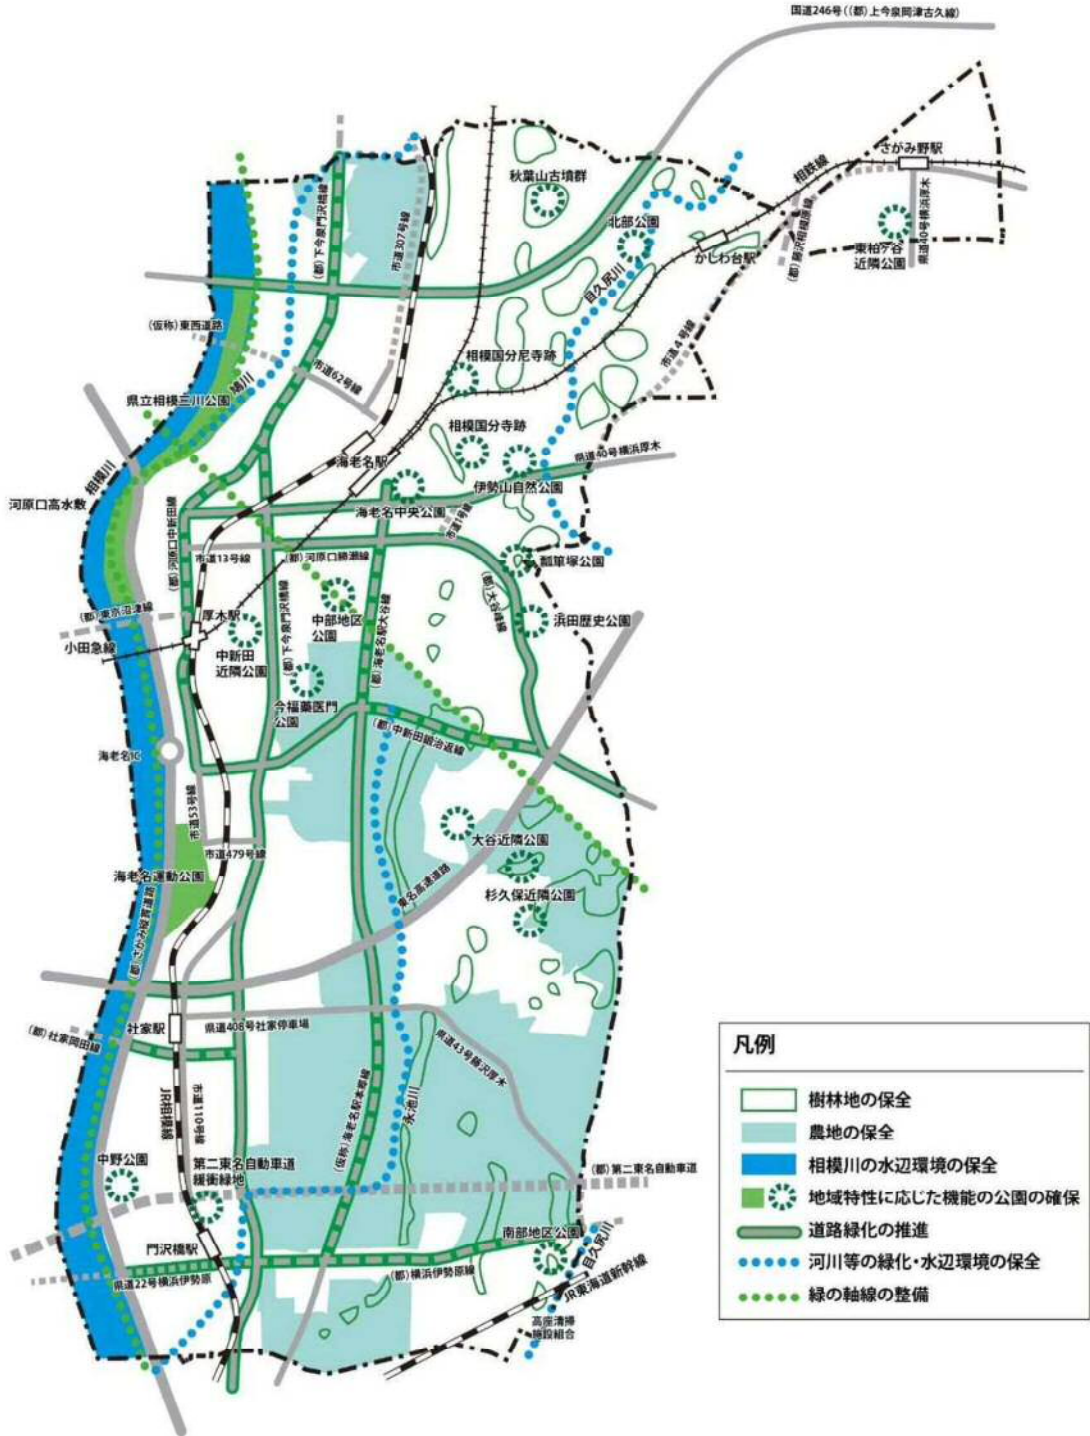 国道246号((都)上今泉岡津古久線)
さがみ野駅
相鉄線
秋葉山古墳群
北部公園
かしわ台駅
(都)藤沢相模原線
東柏ケ谷
近隣公園
県道40号横浜厚木
(都)下今泉門沢橋線
市道307号線
目久尻川
(仮称)東西道路
鳩川
市道62号線
相模国分尼寺跡
市道4号線
県立相模三川公園
相模川
海老名駅
相模国分寺跡
県道40号横浜厚木
河原口高水敷
伊勢山自然公園
海老名中央公園
市道1号線
(都)河原口中新田線
市道13号線
(都)河原口勝瀬線
瓢箪塚公園
(都)大谷峰線
(都)東京沼津線
厚木駅
小田急線
中新田
近隣公園
(都)下今泉門沢橋線
中部地区
公園
(都)海老名駅大谷線
浜田歴史公園
今福薬医門
公園
(都)中新田鍛治返線
海老名IC
市道53号線
大谷近隣公園
市道479号線
海老名運動公園
東名高速道路
杉久保近隣公園
(都)さがみ縦貫道路
社家駅
県道408号社家停車場
(都)社家岡田線
県道43号藤沢厚木
JR相模線
市道110号線
(仮称)海老名駅本郷線
永池川
中野公園
第二東名自動車道
緩衝緑地
(都)第二東名自動車道
門沢橋駅
南部地区公園
目久尻川
県道22号横浜伊勢原
(都)横浜伊勢原線
JR東海道新幹線
高座清掃
施設組合
凡例
樹林地の保全
農地の保全
相模川の水辺環境の保全
地域特性に応じた機能の公園の確保
道路緑化の推進
河川等の緑化・水辺環境の保全
緑の軸線の整備